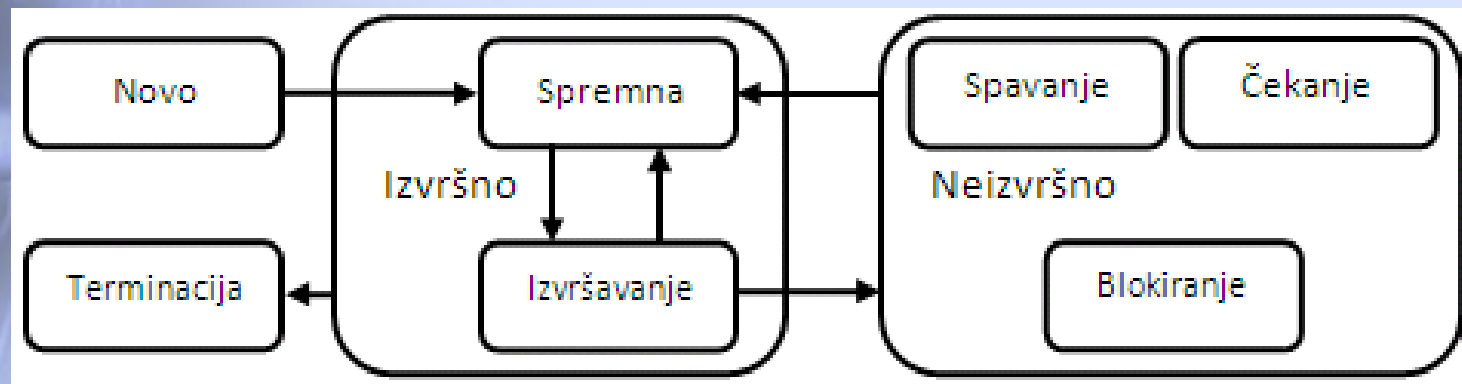 Novo
Spremna
Spavanje
Čekanje
Izvršno
Neizvršno
Terminacija
Izvršavanje
Blokiranje